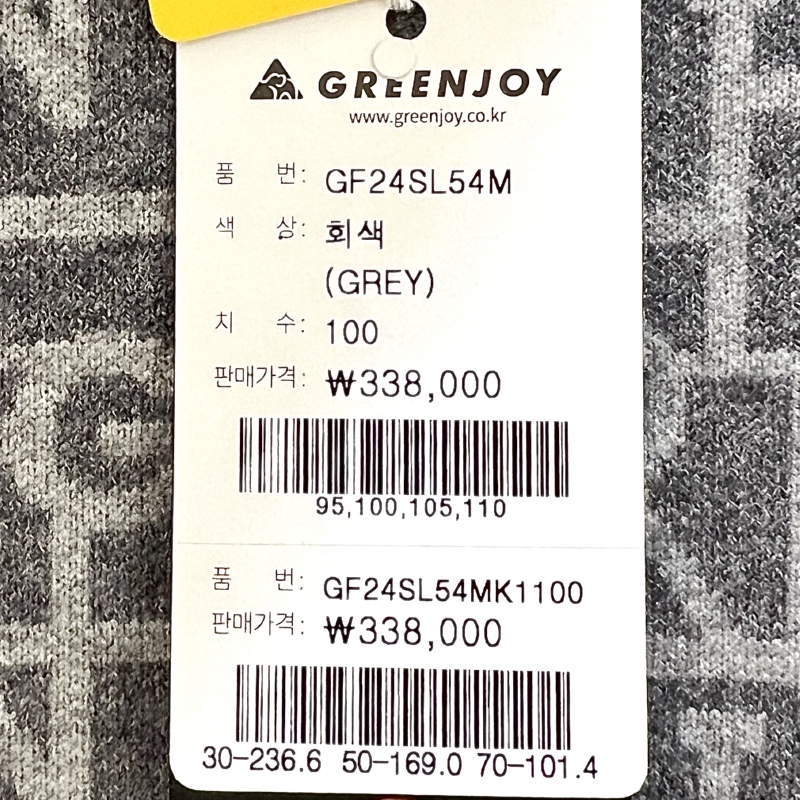 GREENJOY
www.greenjoy.co.kr
품 번: GF24SL54M
색 상: 회색
(GREY)
치 수: 100
판매가격: ₩338,000
95,100,105,110
품 번: GF24SL54MK1100
판매가격: ₩338,000
30-236.6 50-169.0 70-101.4